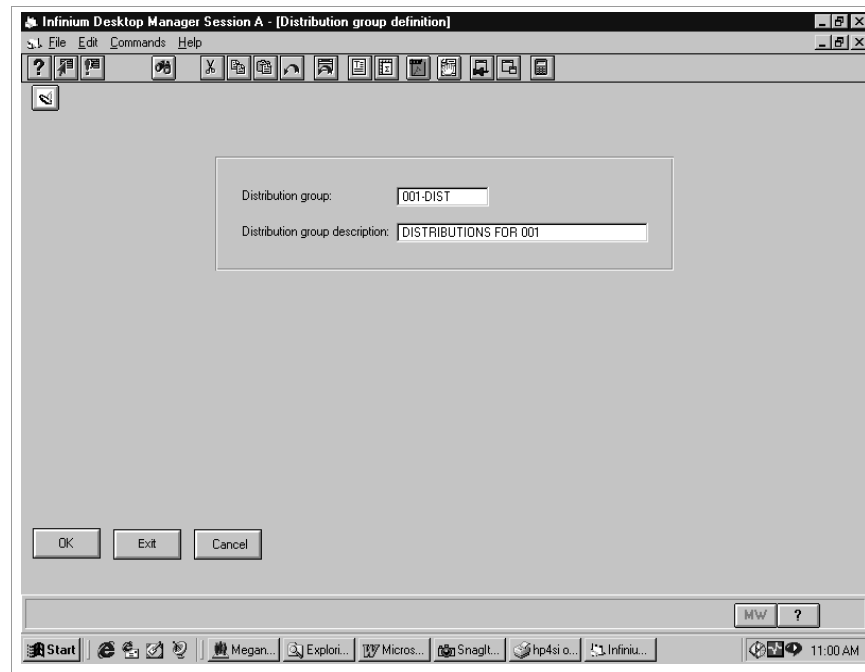 Infinium Desktop Manager Session A - [Distribution group definition]
File Edit Commands Help
Distribution group: 001-DIST
Distribution group description: DISTRIBUTIONS FOR 001
OK Exit Cancel
MW ?
Start Megan... Explori... Micros... SnagIt... hp4si o... Infiniu... 11:00 AM